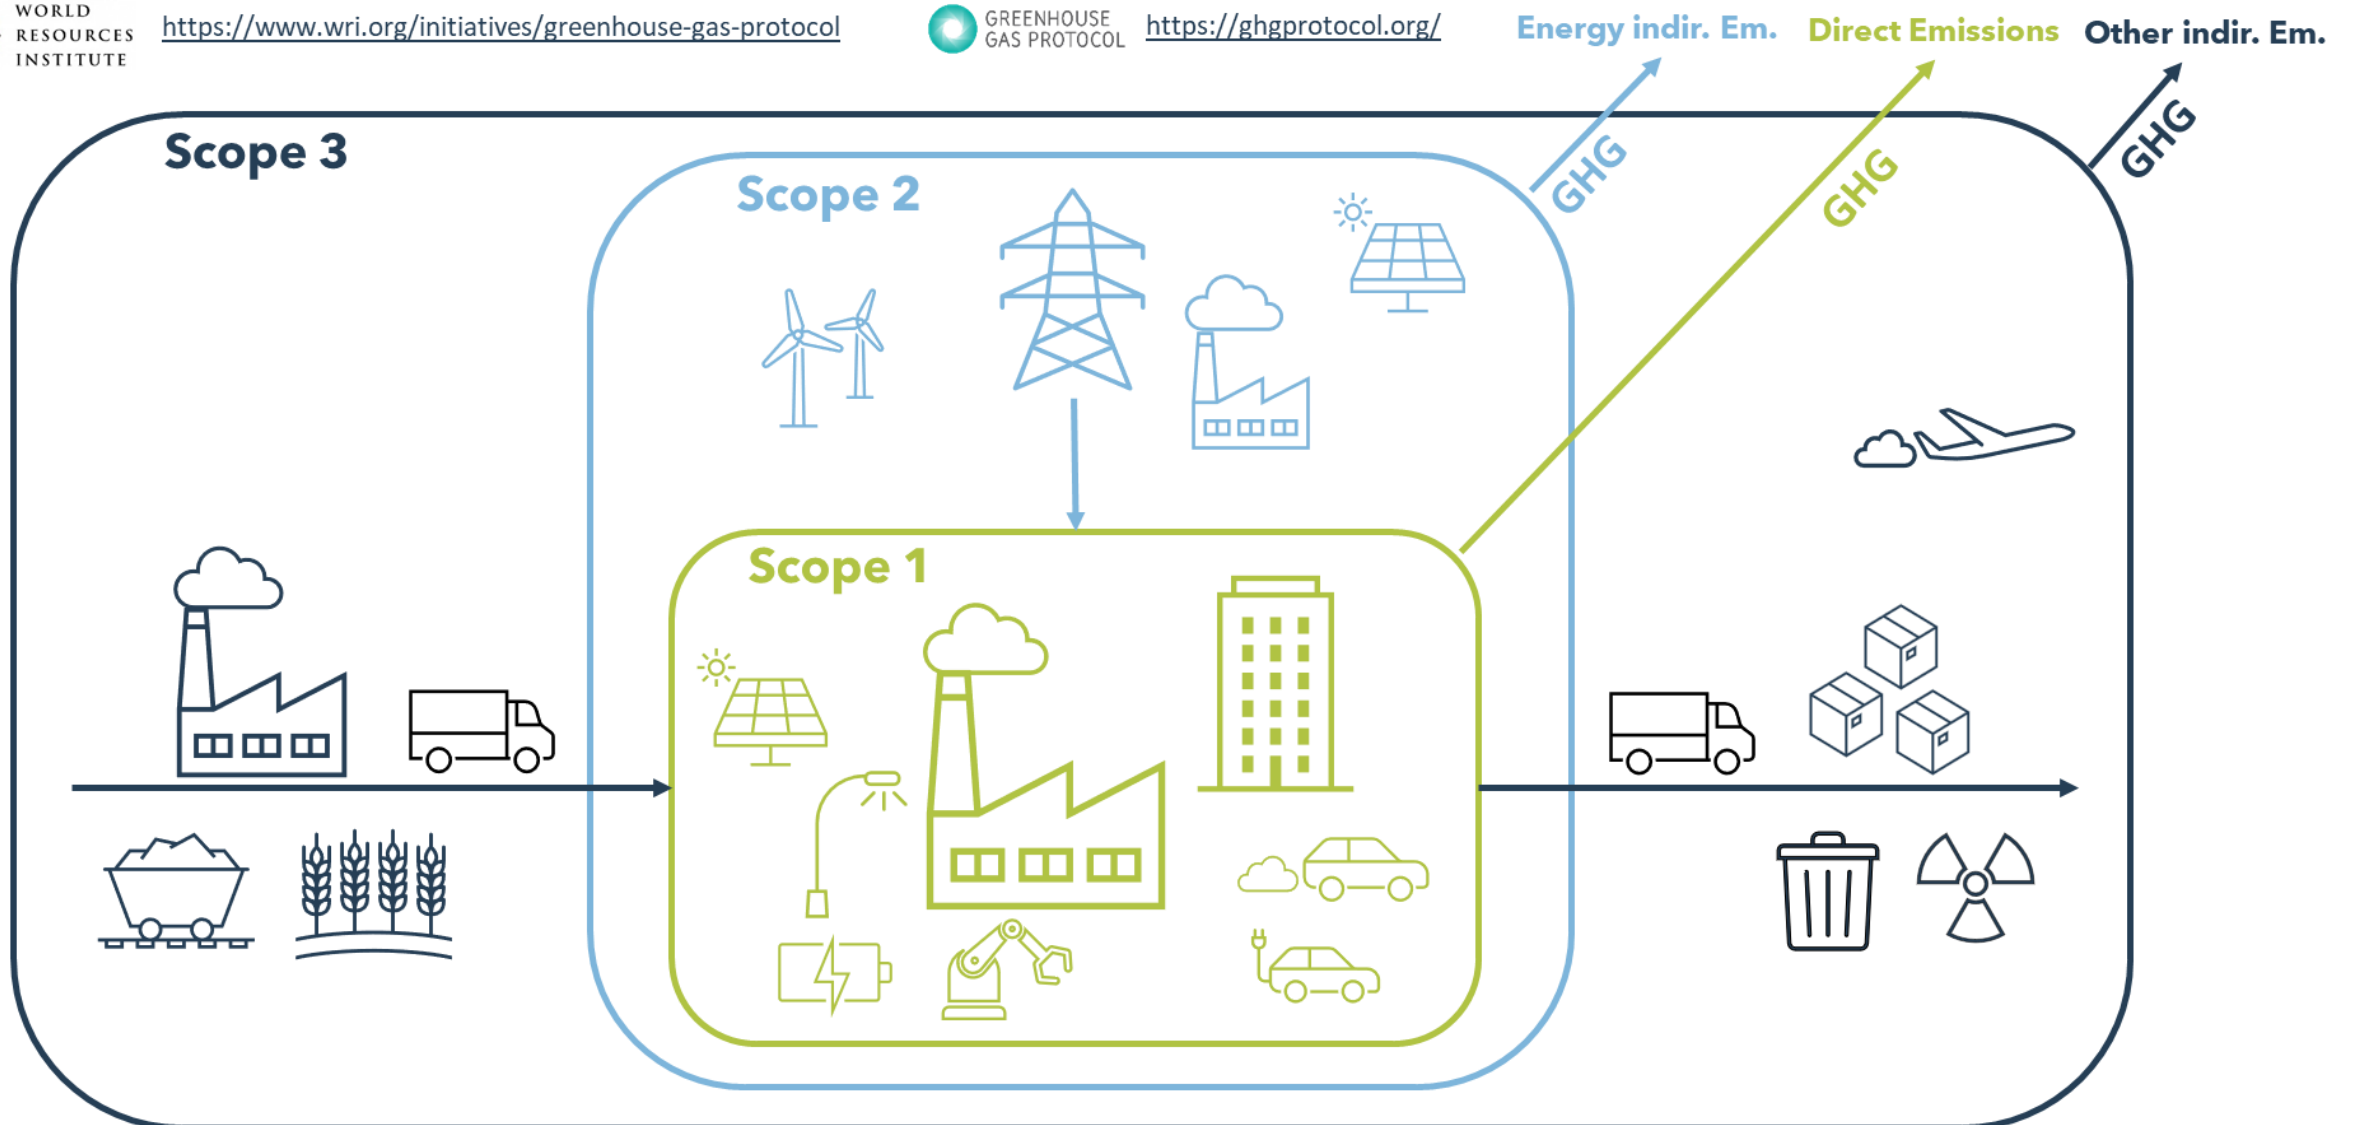 WORLD
RESOURCES
INSTITUTE
https://www.wri.org/initiatives/greenhouse-gas-protocol
GREENHOUSE
GAS PROTOCOL
https://ghgprotocol.org/
Energy indir. Em.
Direct Emissions
Other indir. Em.
GHG
GHG
GHG
Scope 3
Scope 2
Scope 1